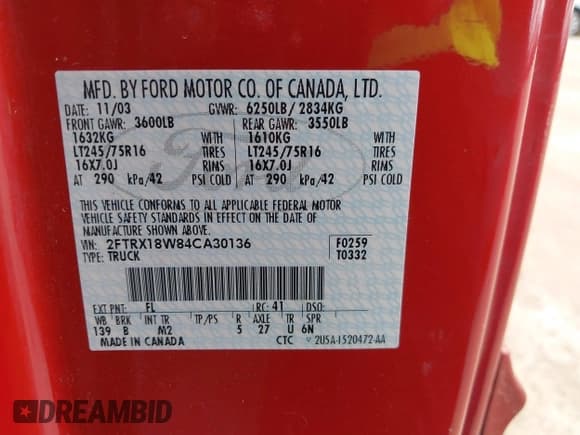 MFD. BY FORD MOTOR CO. OF CANADA, LTD.
DATE: 11/03 GVWR: 6250LB/ 2834KG
FRONT GAWR: 3600LB REAR GAWR: 3550LB
1632KG WITH 1610KG WITH
LT245/75R16 TIRES LT245/75R16 TIRES
16X7.0J RIMS 16X7.0J RIMS
AT 290 kPa/42 PSI COLD AT 290 kPa/42 PSI COLD
THIS VEHICLE CONFORMS TO ALL APPLICABLE FEDERAL MOTOR
VEHICLE SAFETY STANDARDS IN EFFECT ON THE DATE OF
MANUFACTURE SHOWN ABOVE.
VIN: 2FTRX18W84CA30136 F0259
TYPE: TRUCK T0332
EXT PNT: FL RC: 41 DSO:
WB BRK INT TR TP/PS R AXLE TR SPR
139 B M2 5 27 U 6N
MADE IN CANADA CTC 2U5A-1520472-AA
DREAMBID